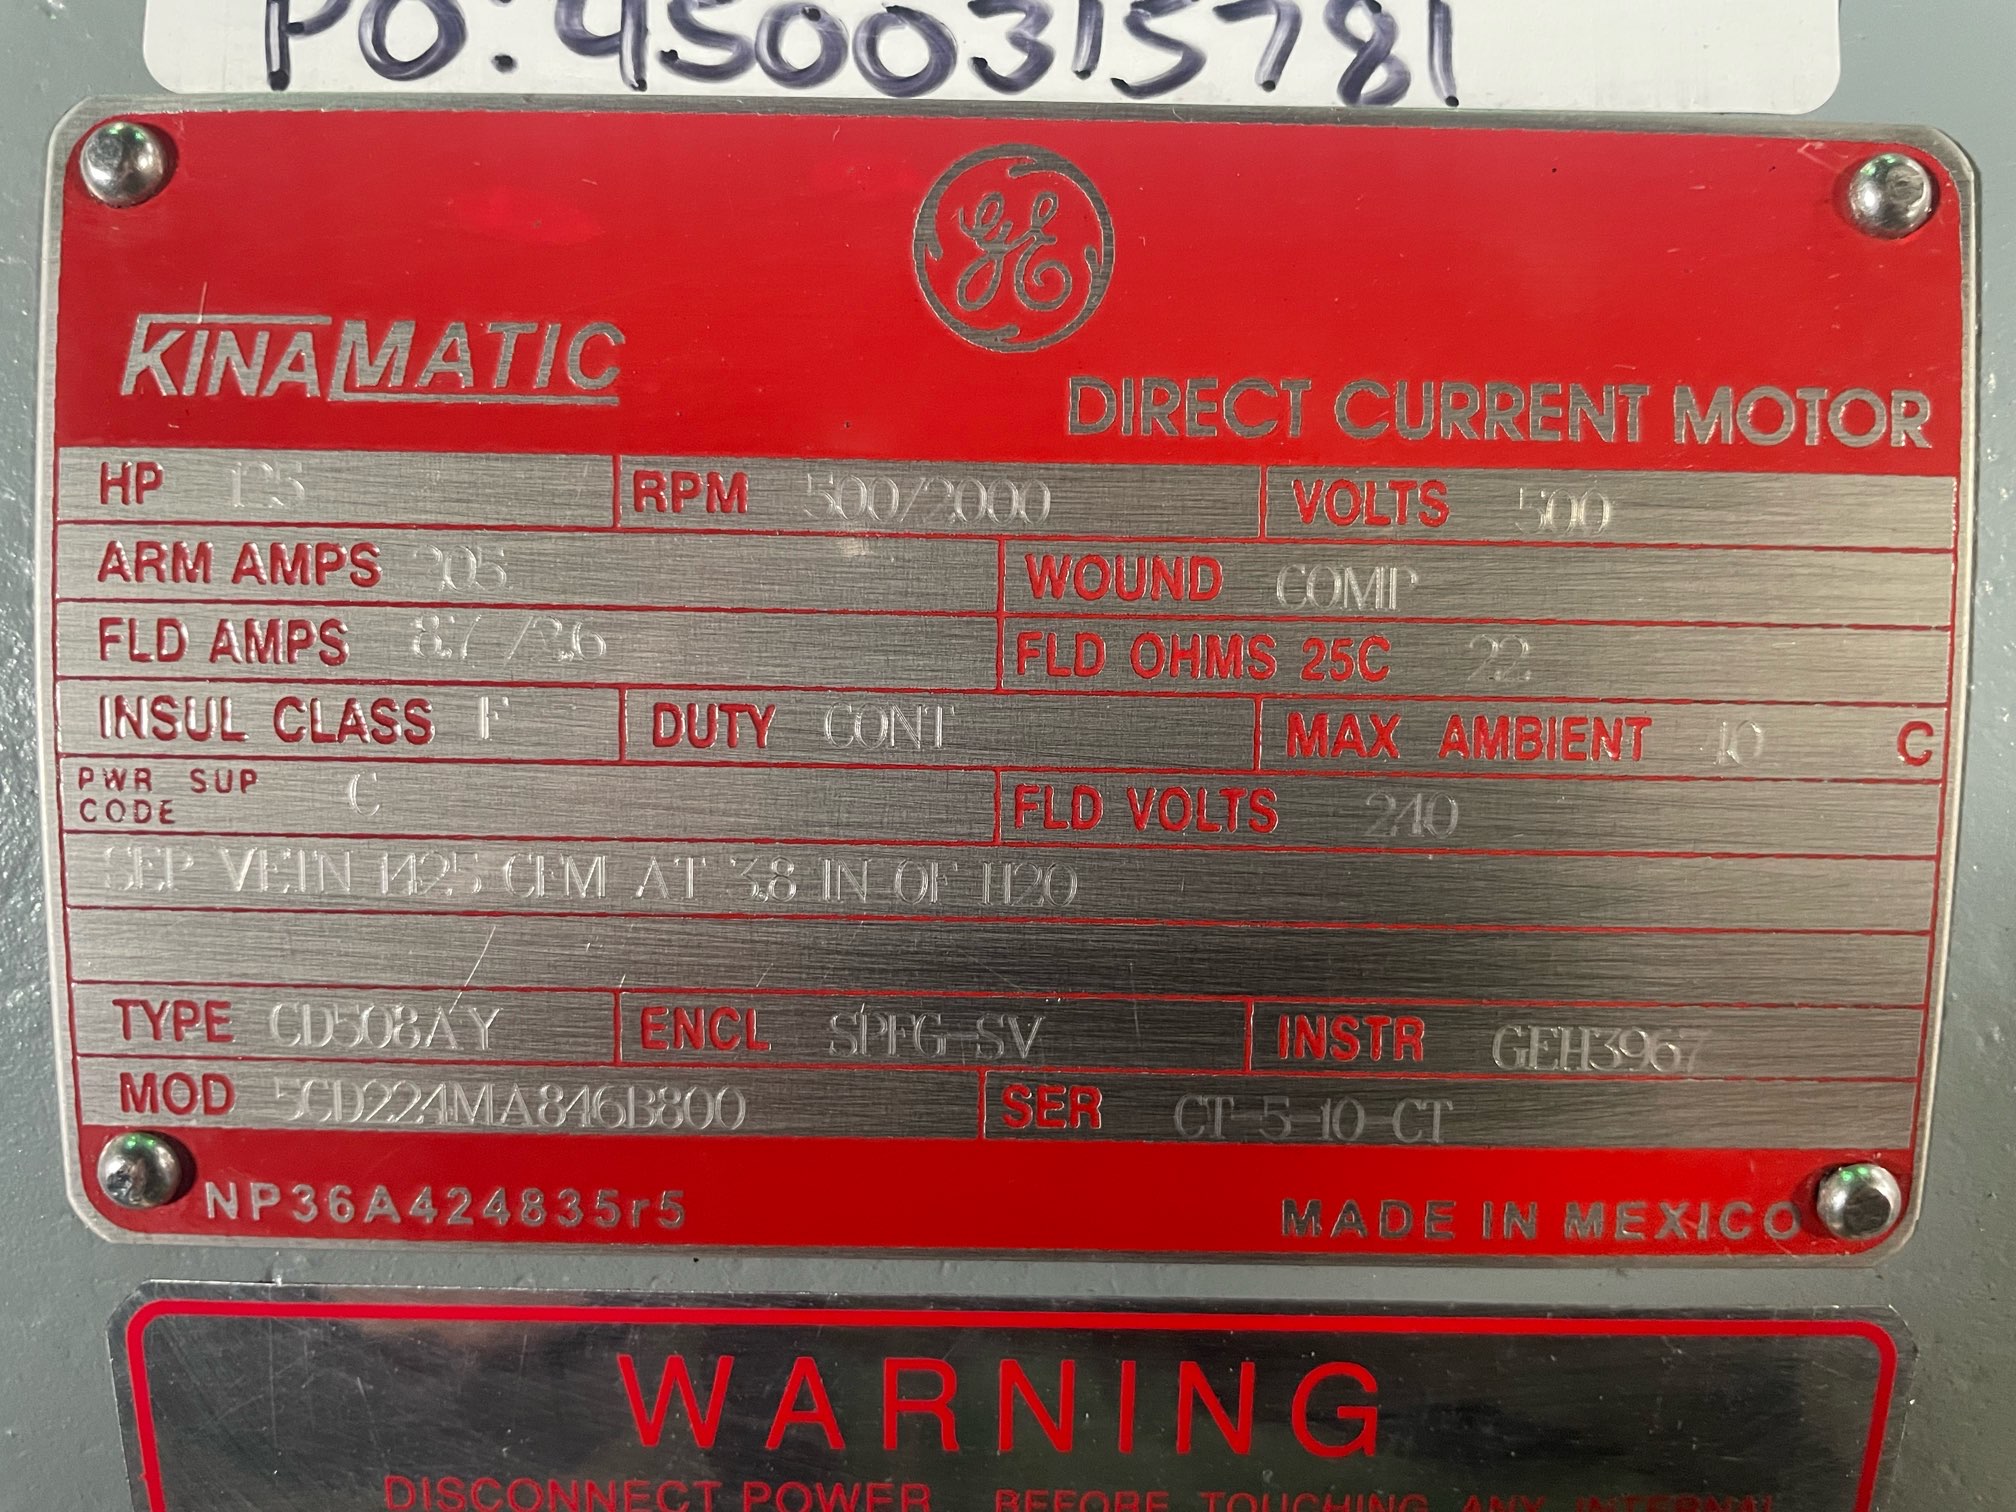 PO: 4500315781
GE
KINAMATIC
DIRECT CURRENT MOTOR
HP 125 RPM 500/2000 VOLTS 500
ARM AMPS 205 WOUND COMP
FLD AMPS 8.7 / 2.6 FLD OHMS 25C 22.
INSUL CLASS F DUTY CONT MAX AMBIENT 40 C
PWR SUP CODE C FLD VOLTS 240
SEP VEIN 1425 CFM AT 3.8 IN OF H2O
TYPE CD508AY ENCL SPFG-SV INSTR GEH3967
MOD 5CD224MA846B800 SER CT-5-10-CT
NP36A424835r5 MADE IN MEXICO
WARNING
DISCONNECT POWER BEFORE TOUCHING ANY INTERNAL